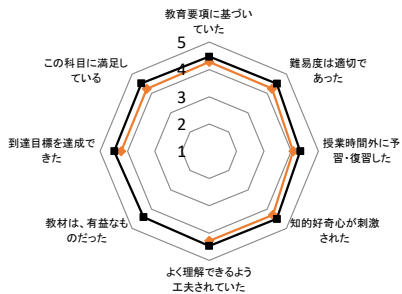 教育要項に基づい
ていた
5
この科目に満足し
ている
4
難易度は適切で
あった
3
2
到達目標を達成で
きた
1
授業時間外に予
習・復習した
教材は、有益なも
のだった
知的好奇心が刺激
された
よく理解できるよう
工夫されていた